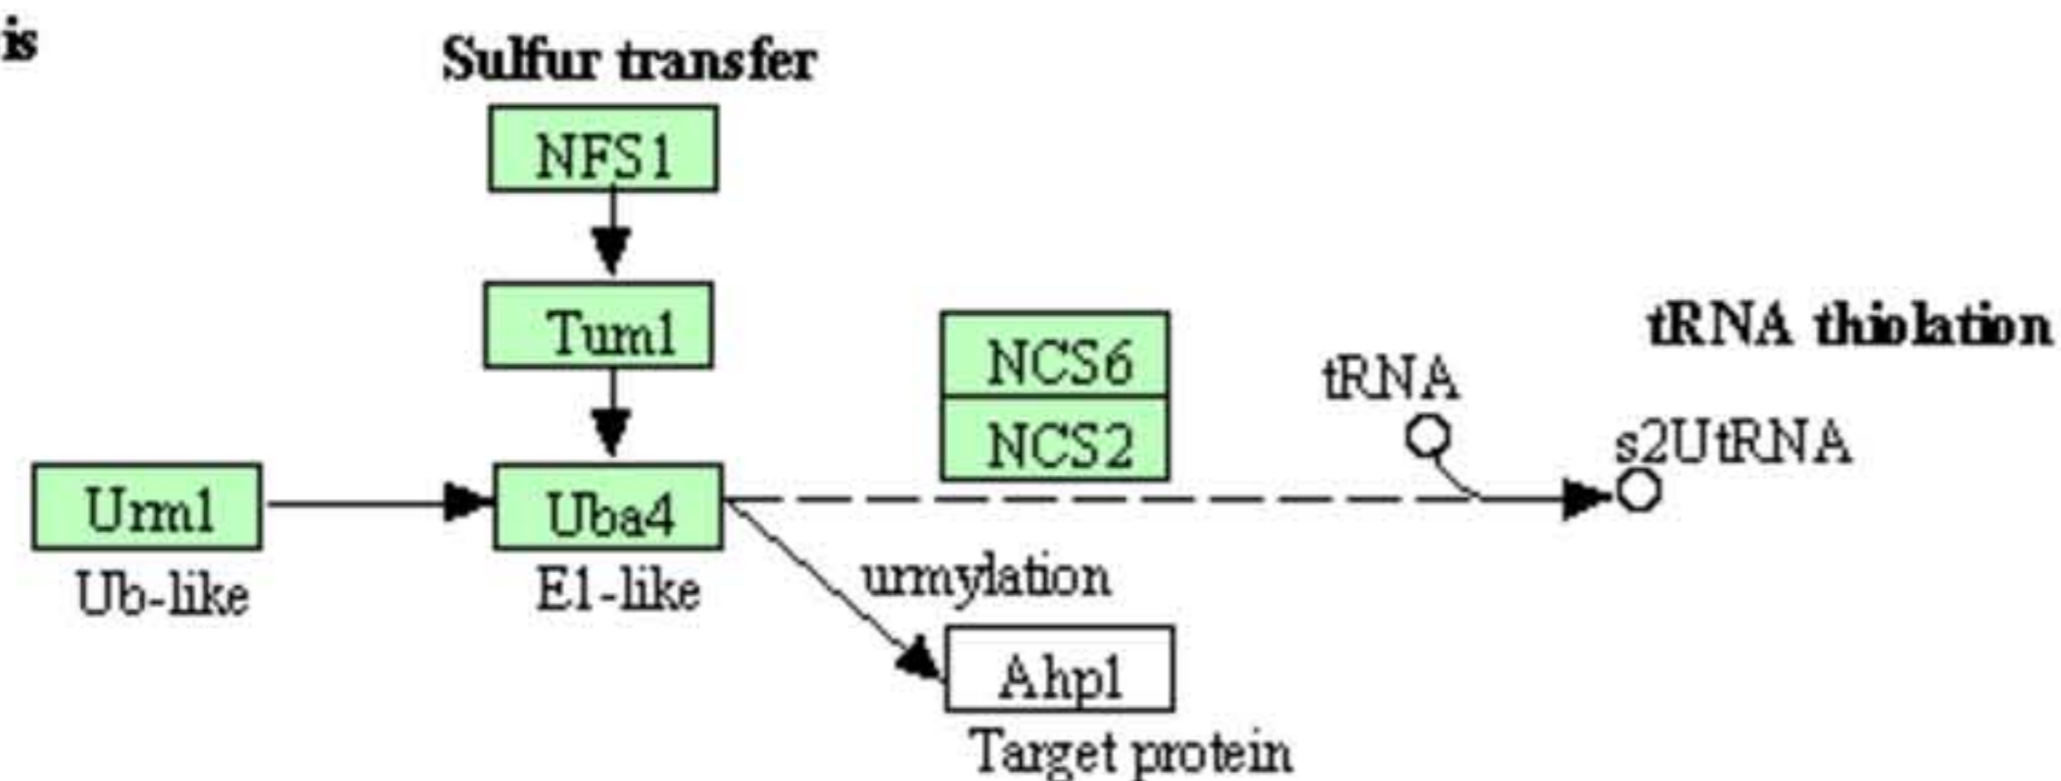 is
Sulfur transfer
NFS1
Tum1
NCS6
NCS2
tRNA
tRNA thiolation
s2UtRNA
Urm1
Uba4
Ub-like
E1-like
urmylation
Ahp1
Target protein